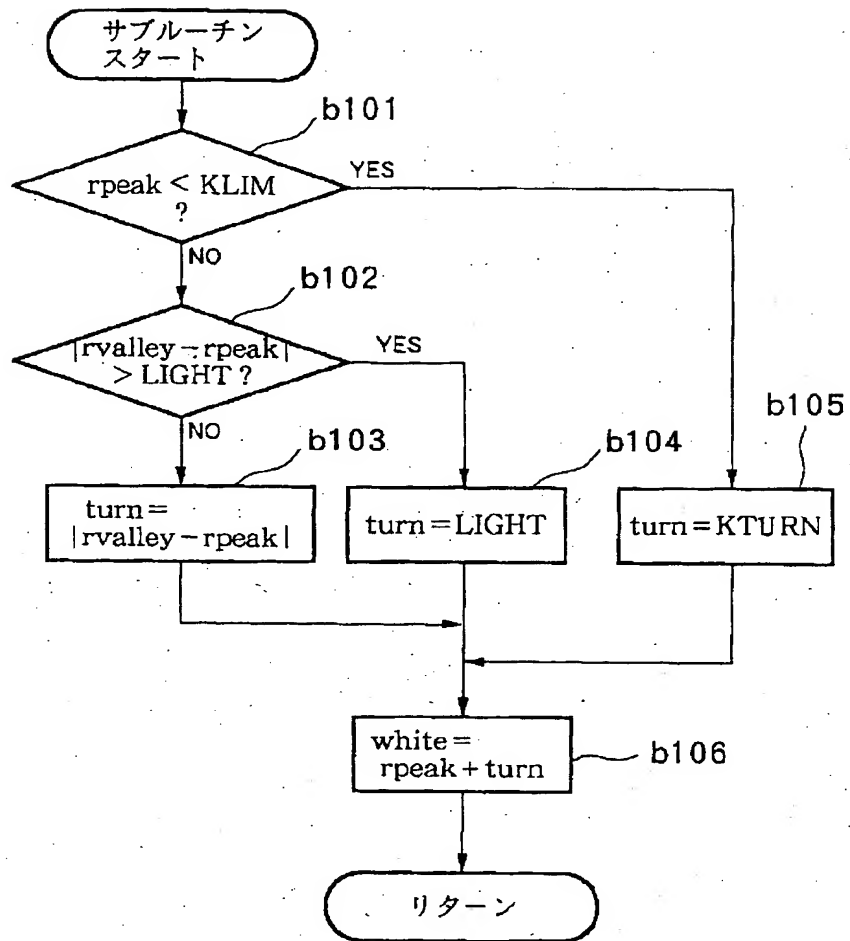 サブルーチン
スタート
b101
rpeak < KLIM
?
YES
NO
b102
|rvalley－rpeak|
> LIGHT ?
YES
NO
b103
turn=
|rvalley－rpeak|
b104
turn=LIGHT
b105
turn=KTURN
white=
rpeak+turn
b106
リターン